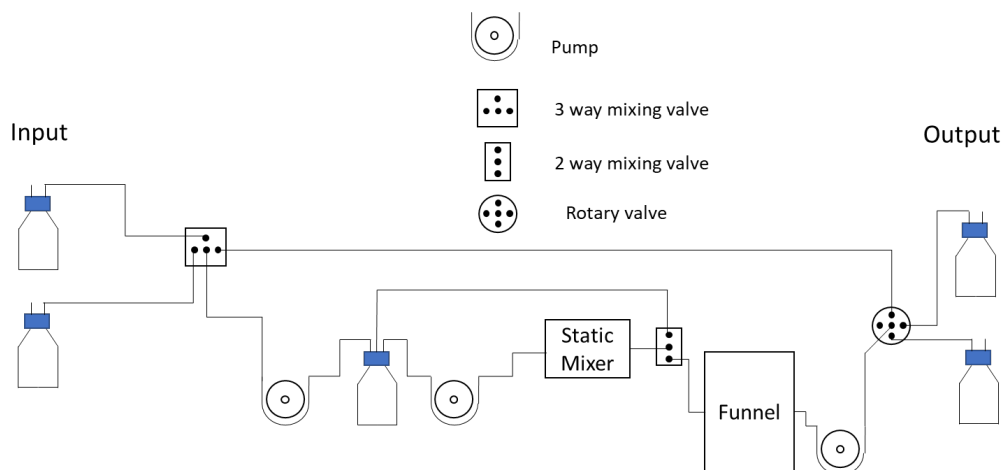 Pump
3 way mixing valve
Input
Output
2 way mixing valve
Rotary valve
Static
Mixer
Funnel